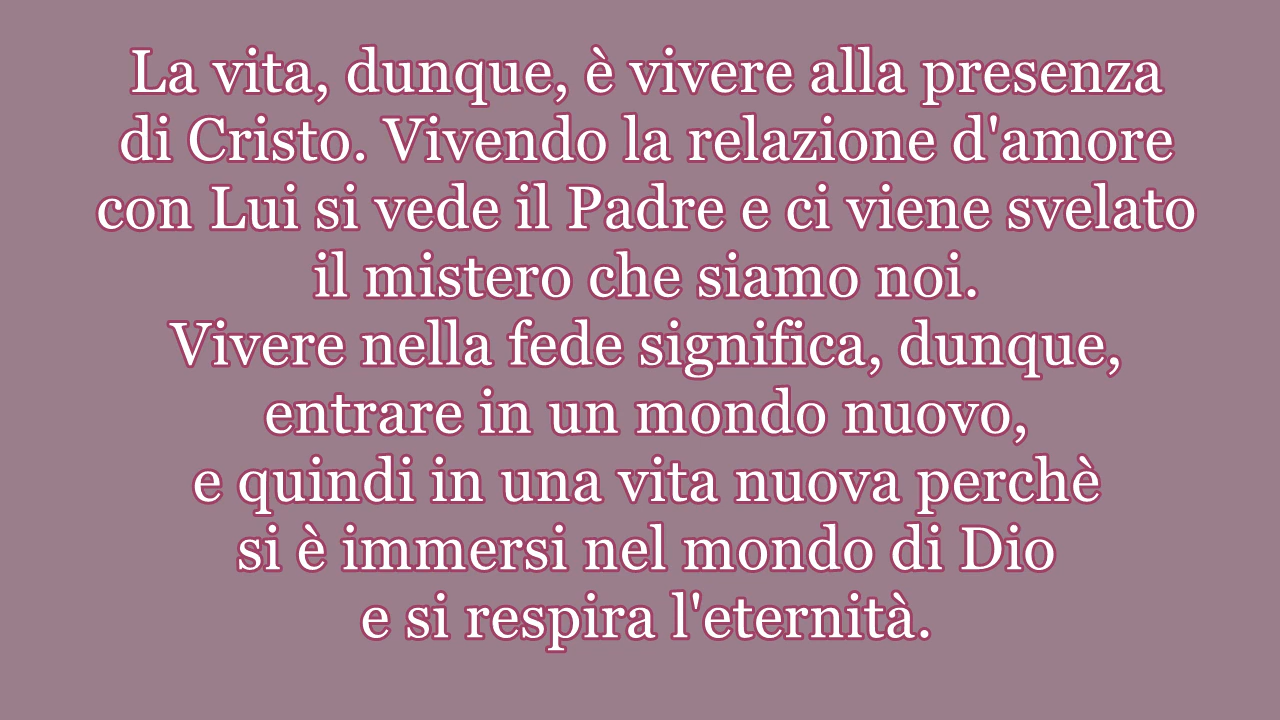 La vita, dunque, è vivere alla presenza
di Cristo. Vivendo la relazione d'amore
con Lui si vede il Padre e ci viene svelato
il mistero che siamo noi.
Vivere nella fede significa, dunque,
entrare in un mondo nuovo,
e quindi in una vita nuova perchè
si è immersi nel mondo di Dio
e si respira l'eternità.